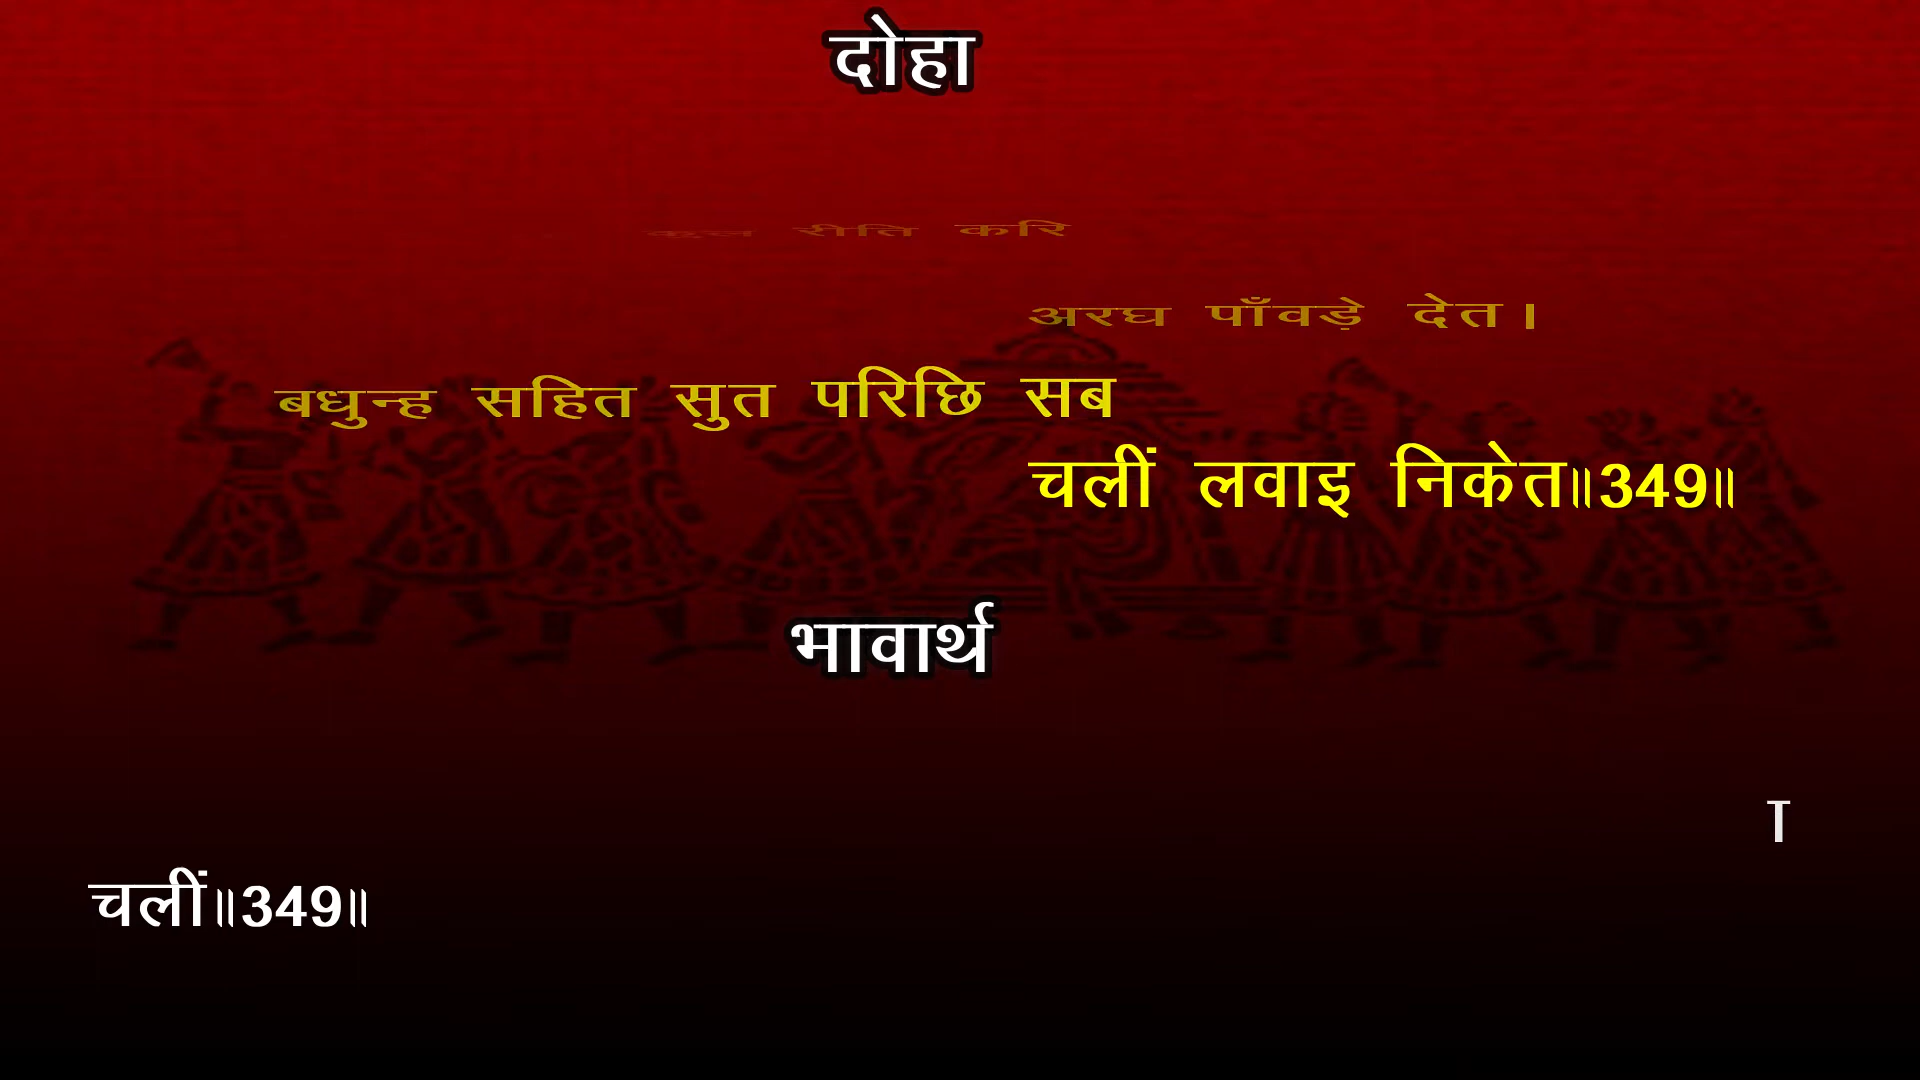 दोहा
कुल रीति करि
अरघ पाँवड़े देत।
बधुन्ह सहित सुत परिछि सब
चलीं लवाइ निकेत॥349॥
भावार्थ
ा
चलीं॥349॥